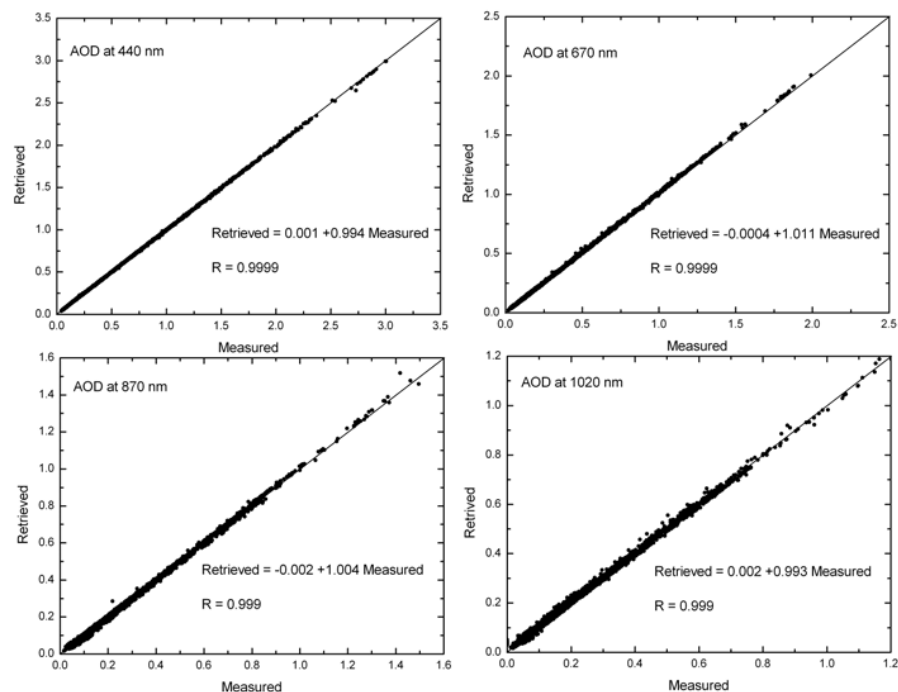 3.5
AOD at 440 nm
3.0
2.5
2.0
Retrieved
1.5
1.0
Retrieved = 0.001 +0.994 Measured
0.5
R = 0.9999
0.0
0.0 0.5 1.0 1.5 2.0 2.5 3.0 3.5
Measured
2.5
AOD at 670 nm
2.0
1.5
Retrieved
1.0
Retrieved = -0.0004 +1.011 Measured
0.5
R = 0.9999
0.0
0.0 0.5 1.0 1.5 2.0 2.5
Measured
1.6
AOD at 870 nm
1.4
1.2
1.0
Retrieved
0.8
0.6
0.4
Retrieved = -0.002 +1.004 Measured
0.2
R = 0.999
0.0
0.0 0.2 0.4 0.6 0.8 1.0 1.2 1.4 1.6
Measured
1.2
AOD at 1020 nm
1.0
0.8
Retrived
0.6
0.4
Retrieved = 0.002 +0.993 Measured
0.2
R = 0.999
0.0
0.0 0.2 0.4 0.6 0.8 1.0 1.2
Measured